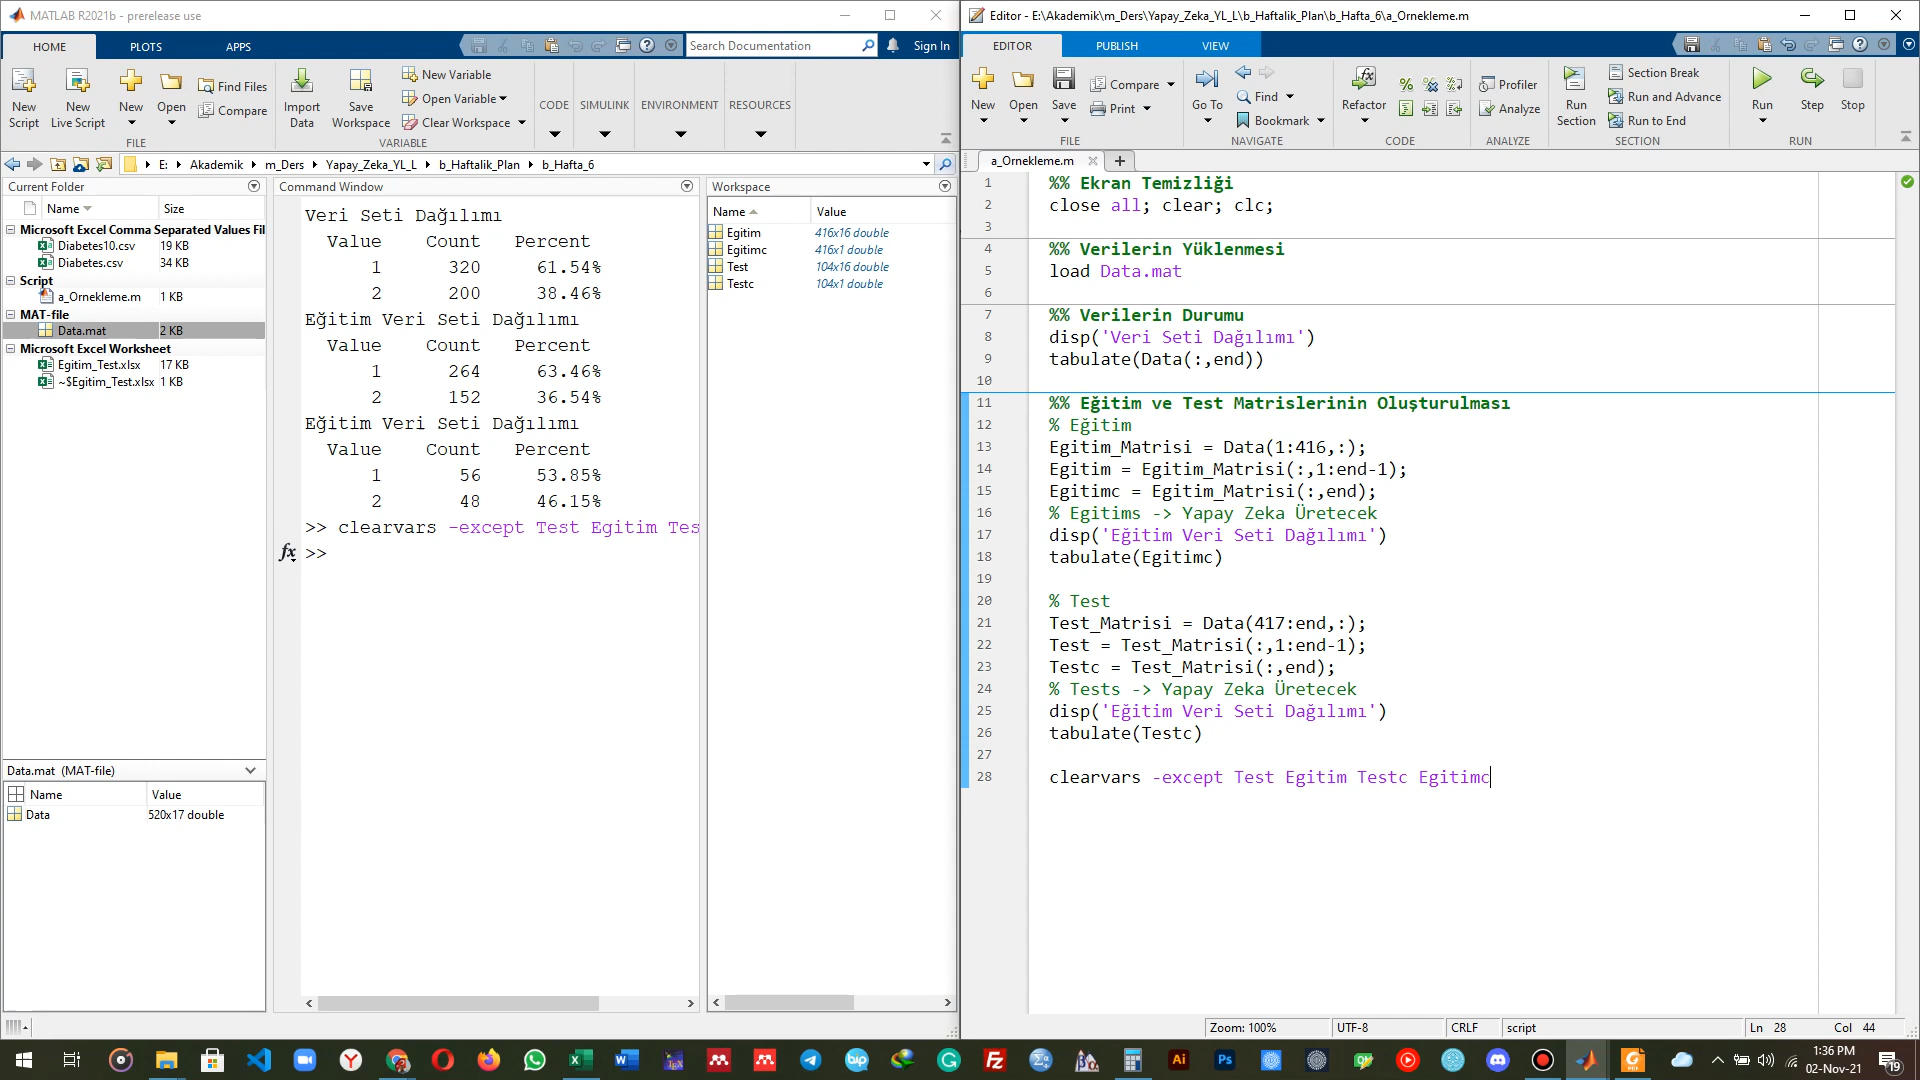 MATLAB R2021b - prerelease use
HOME PLOTS APPS
Search Documentation
Sign In
New Script
New Live Script
New
Open
Find Files
Compare
Import Data
Save Workspace
New Variable
Open Variable
Clear Workspace
CODE
SIMULINK
ENVIRONMENT
RESOURCES
FILE
VARIABLE
E: Akademik m_Ders Yapay_Zeka_YL_L b_Haftalik_Plan b_Hafta_6
Current Folder
Name Size
Microsoft Excel Comma Separated Values Fil
Diabetes10.csv 19 KB
Diabetes.csv 34 KB
Script
a_Ornekleme.m 1 KB
MAT-file
Data.mat 2 KB
Microsoft Excel Worksheet
Egitim_Test.xlsx 17 KB
~$Egitim_Test.xlsx 1 KB
Data.mat (MAT-file)
Name Value
Data 520x17 double
Command Window
Veri Seti Dağılımı
Value Count Percent
1 320 61.54%
2 200 38.46%
Eğitim Veri Seti Dağılımı
Value Count Percent
1 264 63.46%
2 152 36.54%
Eğitim Veri Seti Dağılımı
Value Count Percent
1 56 53.85%
2 48 46.15%
>> clearvars -except Test Egitim Tes
fx >>
Workspace
Name Value
Egitim 416x16 double
Egitimc 416x1 double
Test 104x16 double
Testc 104x1 double
Editor - E:\Akademik\m_Ders\Yapay_Zeka_YL_L\b_Haftalik_Plan\b_Hafta_6\a_Ornekleme.m
EDITOR PUBLISH VIEW
New
Open
Save
Compare
Print
Go To
Find
Bookmark
Refactor
Profiler
Analyze
Run Section
Section Break
Run and Advance
Run to End
Run
Step
Stop
FILE
NAVIGATE
CODE
ANALYZE
SECTION
RUN
a_Ornekleme.m
1 %% Ekran Temizliği
2 close all; clear; clc;
3
4 %% Verilerin Yüklenmesi
5 load Data.mat
6
7 %% Verilerin Durumu
8 disp('Veri Seti Dağılımı')
9 tabulate(Data(:,end))
10
11 %% Eğitim ve Test Matrislerinin Oluşturulması
12 % Eğitim
13 Egitim_Matrisi = Data(1:416,:);
14 Egitim = Egitim_Matrisi(:,1:end-1);
15 Egitimc = Egitim_Matrisi(:,end);
16 % Egitims -> Yapay Zeka Üretecek
17 disp('Eğitim Veri Seti Dağılımı')
18 tabulate(Egitimc)
19
20 % Test
21 Test_Matrisi = Data(417:end,:);
22 Test = Test_Matrisi(:,1:end-1);
23 Testc = Test_Matrisi(:,end);
24 % Tests -> Yapay Zeka Üretecek
25 disp('Eğitim Veri Seti Dağılımı')
26 tabulate(Testc)
27
28 clearvars -except Test Egitim Testc Egitimc
Zoom: 100% UTF-8 CRLF script Ln 28 Col 44
1:36 PM
02-Nov-21
19